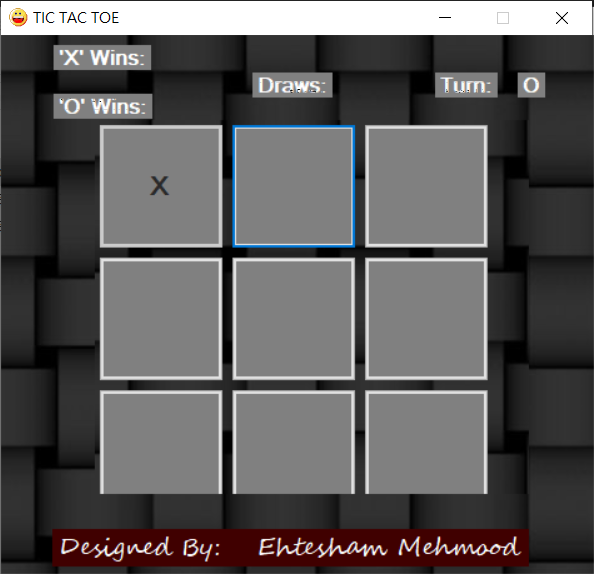 TIC TAC TOE
'X' Wins:
Draws:
Turn: O
'O' Wins:
X
Designed By: Ehtesham Mehmood